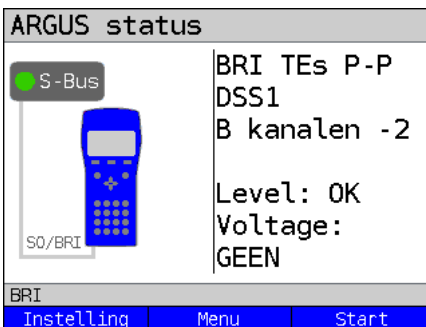 ARGUS status
S-Bus
BRI TEs P-P
DSS1
B kanalen -2
Level: OK
Voltage:
GEEN
S0/BRI
BRI
Instelling Menu Start